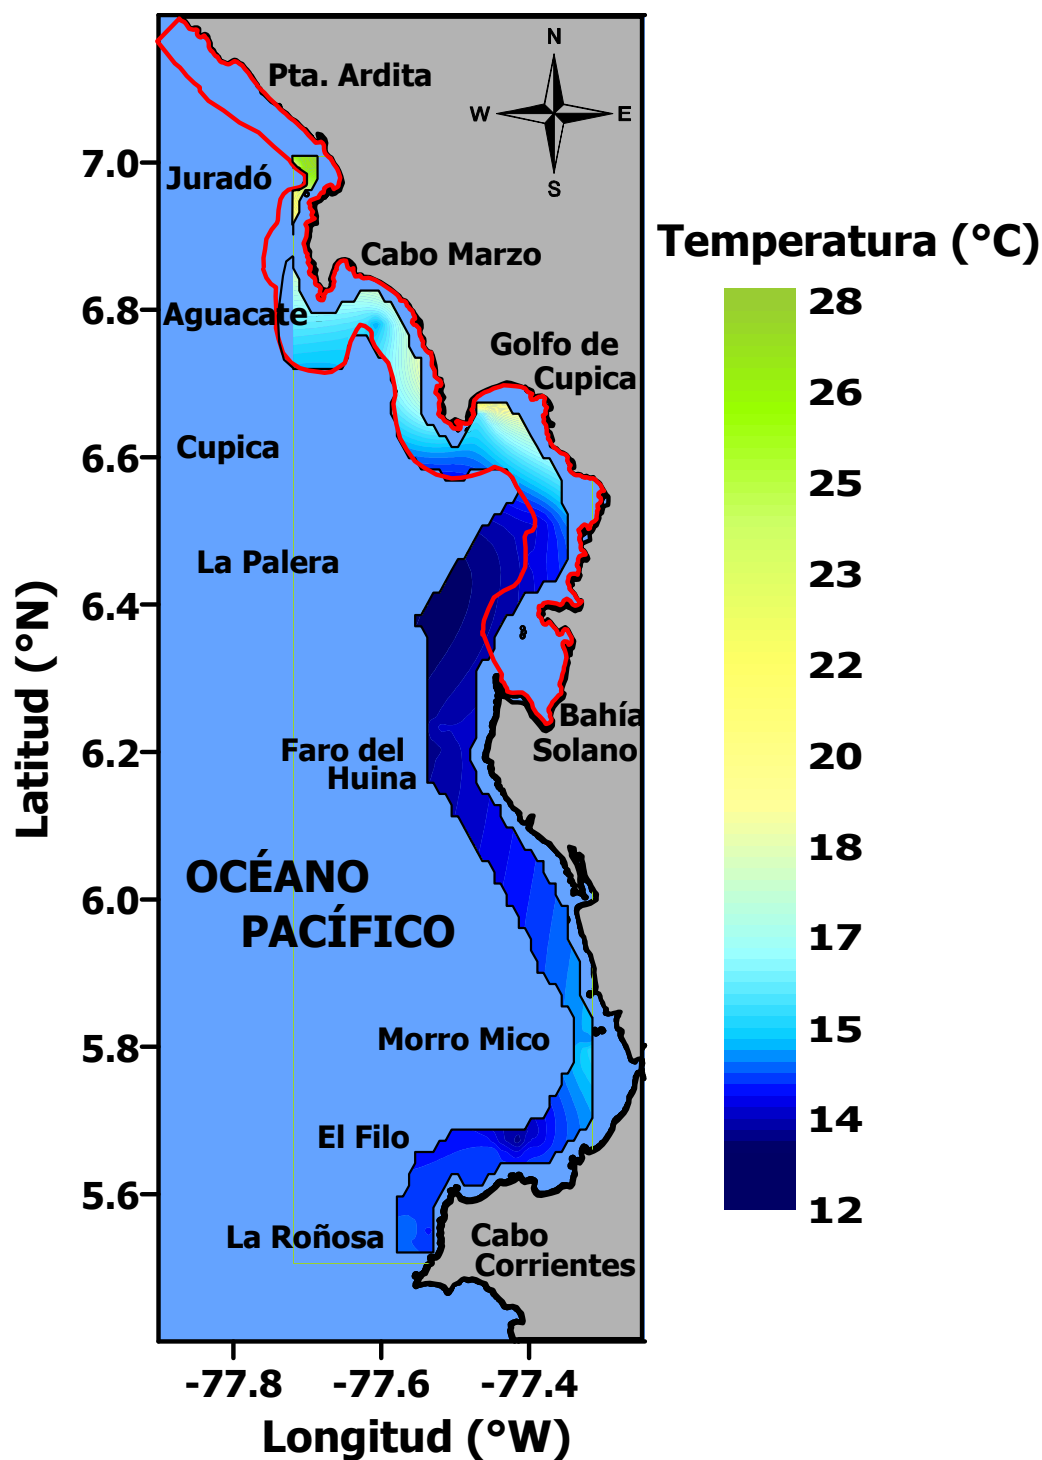 N
Pta. Ardita
W
E
7.0
Juradó
S
Temperatura (°C)
Cabo Marzo
28
6.8
Aguacate
Golfo de
Cupica
26
6.6
Cupica
25
La Palera
23
6.4
22
Bahía
Solano
6.2
Faro del
Huina
20
Latitud (°N)
18
OCÉANO
PACÍFICO
6.0
17
Morro Mico
15
5.8
El Filo
14
5.6
12
La Roñosa
Cabo
Corrientes
-77.8
-77.6
-77.4
Longitud (°W)